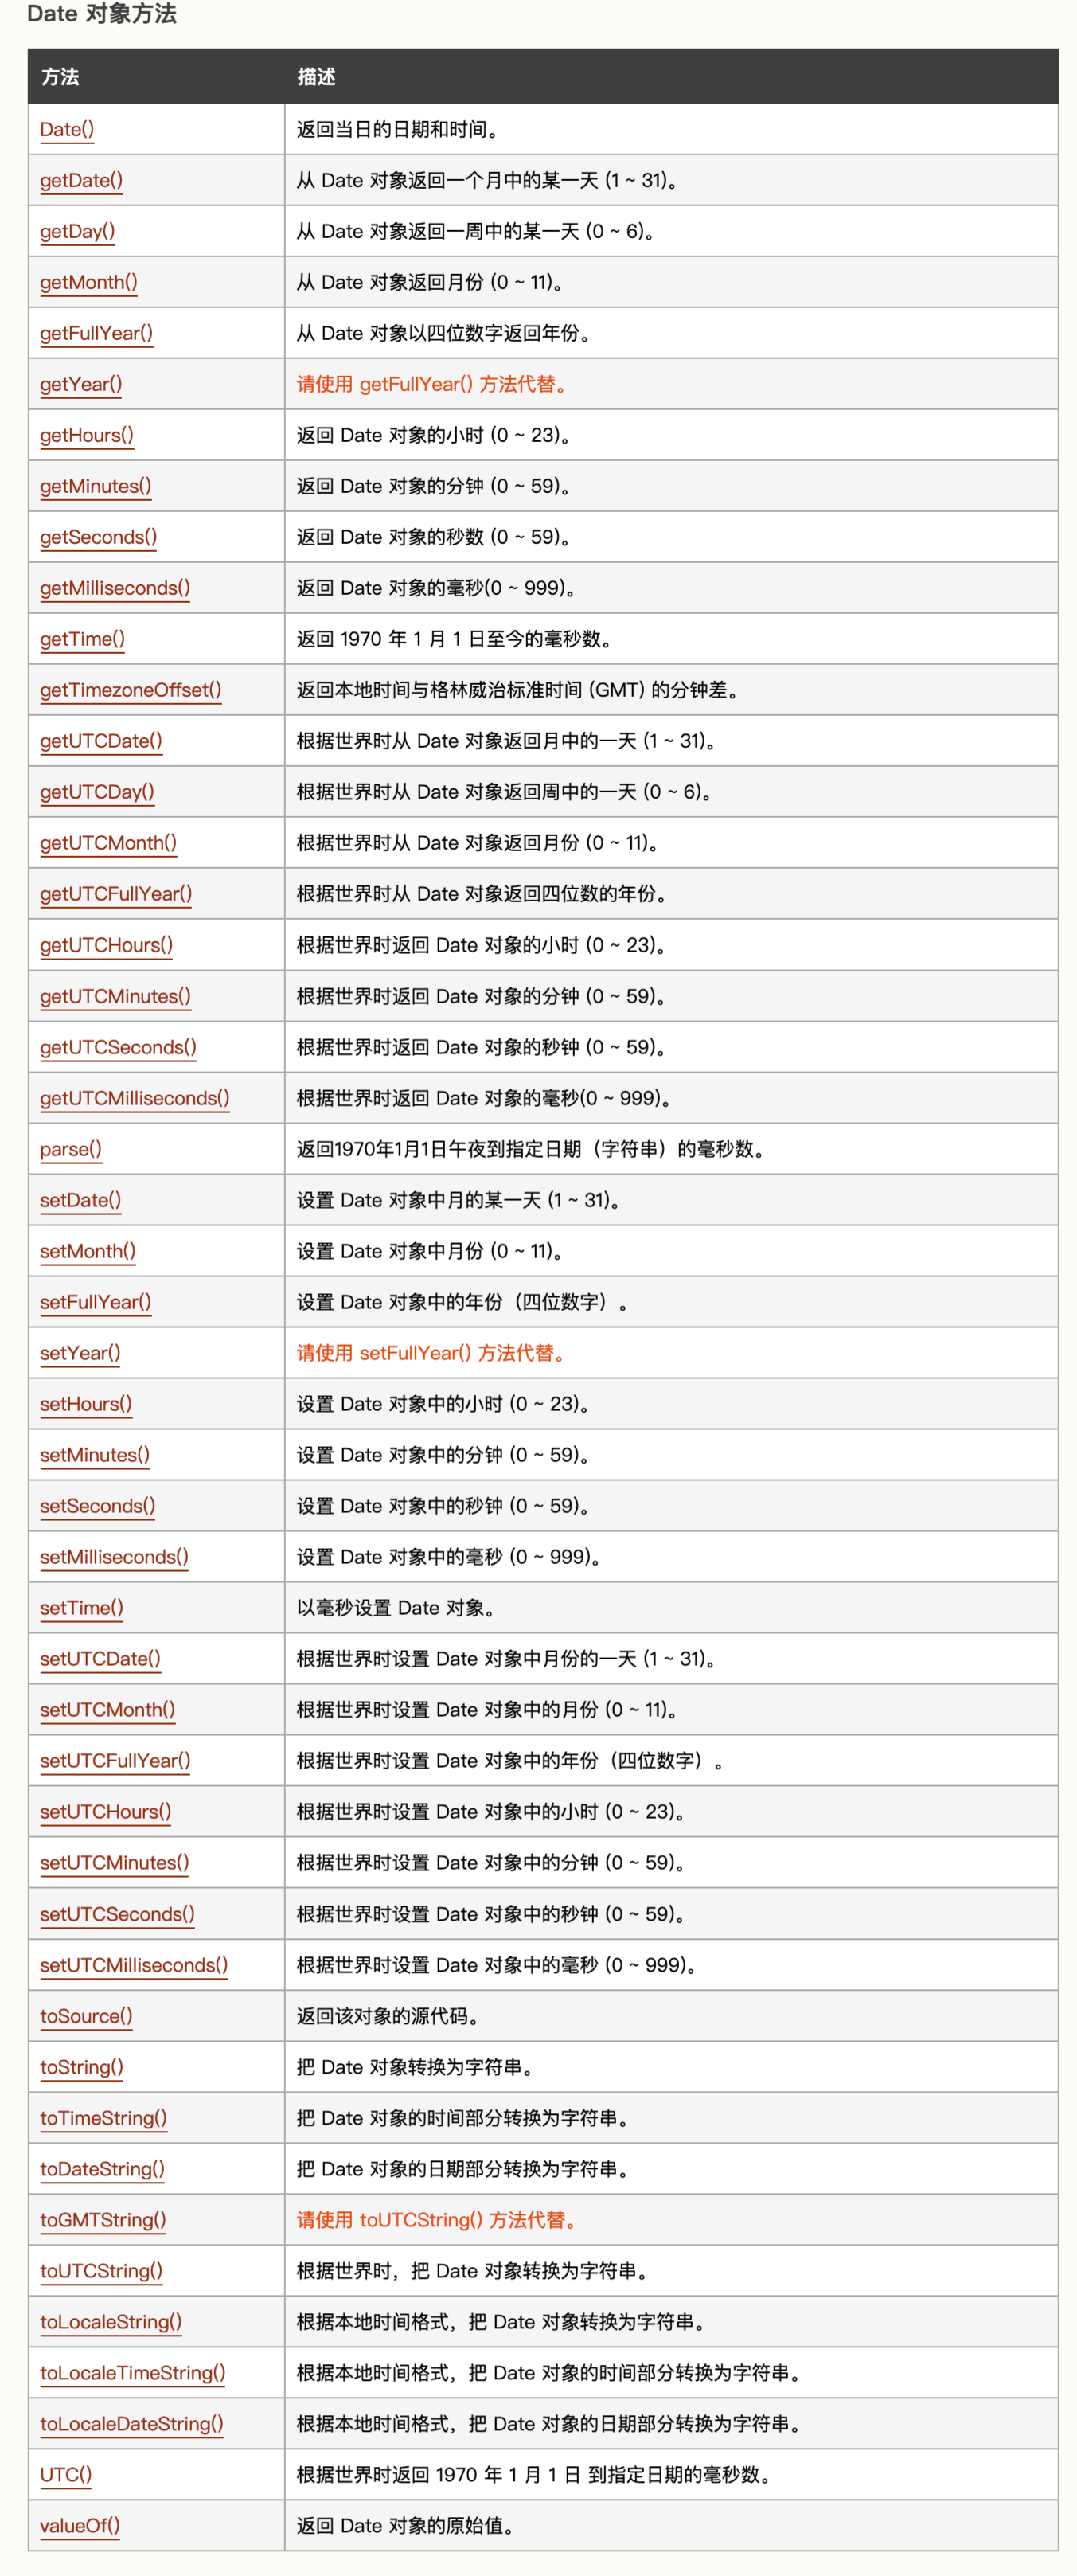 Date 对象方法
方法 描述
Date() 返回当日的日期和时间。
getDate() 从 Date 对象返回一个月中的某一天 (1 ~ 31)。
getDay() 从 Date 对象返回一周中的某一天 (0 ~ 6)。
getMonth() 从 Date 对象返回月份 (0 ~ 11)。
getFullYear() 从 Date 对象以四位数字返回年份。
getYear() 请使用 getFullYear() 方法代替。
getHours() 返回 Date 对象的小时 (0 ~ 23)。
getMinutes() 返回 Date 对象的分钟 (0 ~ 59)。
getSeconds() 返回 Date 对象的秒数 (0 ~ 59)。
getMilliseconds() 返回 Date 对象的毫秒(0 ~ 999)。
getTime() 返回 1970 年 1 月 1 日至今的毫秒数。
getTimezoneOffset() 返回本地时间与格林威治标准时间 (GMT) 的分钟差。
getUTCDate() 根据世界时从 Date 对象返回月中的一天 (1 ~ 31)。
getUTCDay() 根据世界时从 Date 对象返回周中的一天 (0 ~ 6)。
getUTCMonth() 根据世界时从 Date 对象返回月份 (0 ~ 11)。
getUTCFullYear() 根据世界时从 Date 对象返回四位数的年份。
getUTCHours() 根据世界时返回 Date 对象的小时 (0 ~ 23)。
getUTCMinutes() 根据世界时返回 Date 对象的分钟 (0 ~ 59)。
getUTCSeconds() 根据世界时返回 Date 对象的秒钟 (0 ~ 59)。
getUTCMilliseconds() 根据世界时返回 Date 对象的毫秒(0 ~ 999)。
parse() 返回1970年1月1日午夜到指定日期（字符串）的毫秒数。
setDate() 设置 Date 对象中月的某一天 (1 ~ 31)。
setMonth() 设置 Date 对象中月份 (0 ~ 11)。
setFullYear() 设置 Date 对象中的年份（四位数字）。
setYear() 请使用 setFullYear() 方法代替。
setHours() 设置 Date 对象中的小时 (0 ~ 23)。
setMinutes() 设置 Date 对象中的分钟 (0 ~ 59)。
setSeconds() 设置 Date 对象中的秒钟 (0 ~ 59)。
setMilliseconds() 设置 Date 对象中的毫秒 (0 ~ 999)。
setTime() 以毫秒设置 Date 对象。
setUTCDate() 根据世界时设置 Date 对象中月份的一天 (1 ~ 31)。
setUTCMonth() 根据世界时设置 Date 对象中的月份 (0 ~ 11)。
setUTCFullYear() 根据世界时设置 Date 对象中的年份（四位数字）。
setUTCHours() 根据世界时设置 Date 对象中的小时 (0 ~ 23)。
setUTCMinutes() 根据世界时设置 Date 对象中的分钟 (0 ~ 59)。
setUTCSeconds() 根据世界时设置 Date 对象中的秒钟 (0 ~ 59)。
setUTCMilliseconds() 根据世界时设置 Date 对象中的毫秒 (0 ~ 999)。
toSource() 返回该对象的源代码。
toString() 把 Date 对象转换为字符串。
toTimeString() 把 Date 对象的时间部分转换为字符串。
toDateString() 把 Date 对象的日期部分转换为字符串。
toGMTString() 请使用 toUTCString() 方法代替。
toUTCString() 根据世界时，把 Date 对象转换为字符串。
toLocaleString() 根据本地时间格式，把 Date 对象转换为字符串。
toLocaleTimeString() 根据本地时间格式，把 Date 对象的时间部分转换为字符串。
toLocaleDateString() 根据本地时间格式，把 Date 对象的日期部分转换为字符串。
UTC() 根据世界时返回 1970 年 1 月 1 日 到指定日期的毫秒数。
valueOf() 返回 Date 对象的原始值。